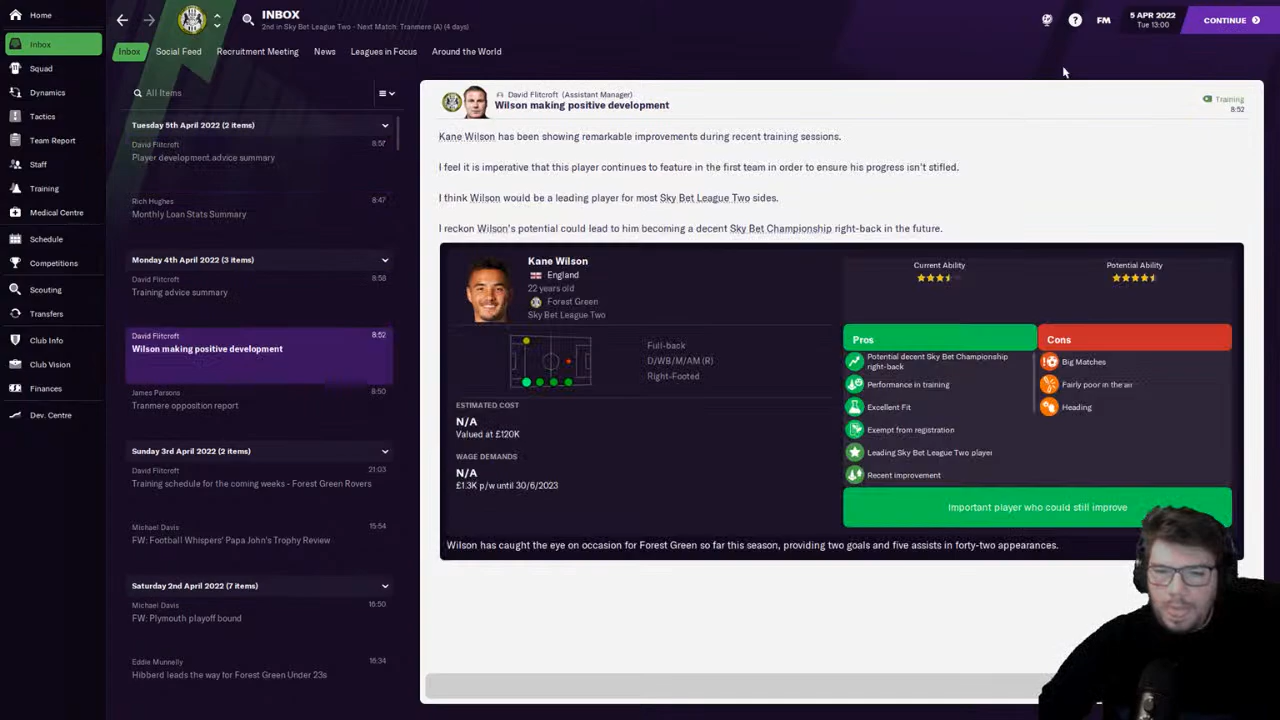 Home
INBOX
2nd in Sky Bet League Two - Next Match: Tranmere (A) (4 days)
?
FM
5 APR 2022
Tue 13:00
CONTINUE
Inbox
Squad
Dynamics
Tactics
Team Report
Staff
Training
Medical Centre
Schedule
Competitions
Scouting
Transfers
Club Info
Club Vision
Finances
Dev. Centre
Inbox
Social Feed
Recruitment Meeting
News
Leagues in Focus
Around the World
All Items
Tuesday 5th April 2022 (2 items)
David Flitcroft
8:57
Player development advice summary
Rich Hughes
8:47
Monthly Loan Stats Summary
Monday 4th April 2022 (3 items)
David Flitcroft
8:58
Training advice summary
David Flitcroft
8:52
Wilson making positive development
James Parsons
8:50
Tranmere opposition report
Sunday 3rd April 2022 (2 items)
David Flitcroft
21:03
Training schedule for the coming weeks - Forest Green Rovers
Michael Davis
15:54
FW: Football Whispers' Papa John's Trophy Review
Saturday 2nd April 2022 (7 items)
Michael Davis
16:50
FW: Plymouth playoff bound
Eddie Munnelly
16:34
Hibberd leads the way for Forest Green Under 23s
David Flitcroft (Assistant Manager)
Wilson making positive development
Training
8:52
Kane Wilson has been showing remarkable improvements during recent training sessions.
I feel it is imperative that this player continues to feature in the first team in order to ensure his progress isn't stifled.
I think Wilson would be a leading player for most Sky Bet League Two sides.
I reckon Wilson's potential could lead to him becoming a decent Sky Bet Championship right-back in the future.
Kane Wilson
England
22 years old
Forest Green
Sky Bet League Two
Full-back
D/WB/M/AM (R)
Right-Footed
ESTIMATED COST
N/A
Valued at £120K
WAGE DEMANDS
N/A
£1.3K p/w until 30/6/2023
Current Ability
Potential Ability
Pros
Potential decent Sky Bet Championship
right-back
Performance in training
Excellent Fit
Exempt from registration
Leading Sky Bet League Two player
Recent improvement
Cons
Big Matches
Fairly poor in the air
Heading
Important player who could still improve
Wilson has caught the eye on occasion for Forest Green so far this season, providing two goals and five assists in forty-two appearances.